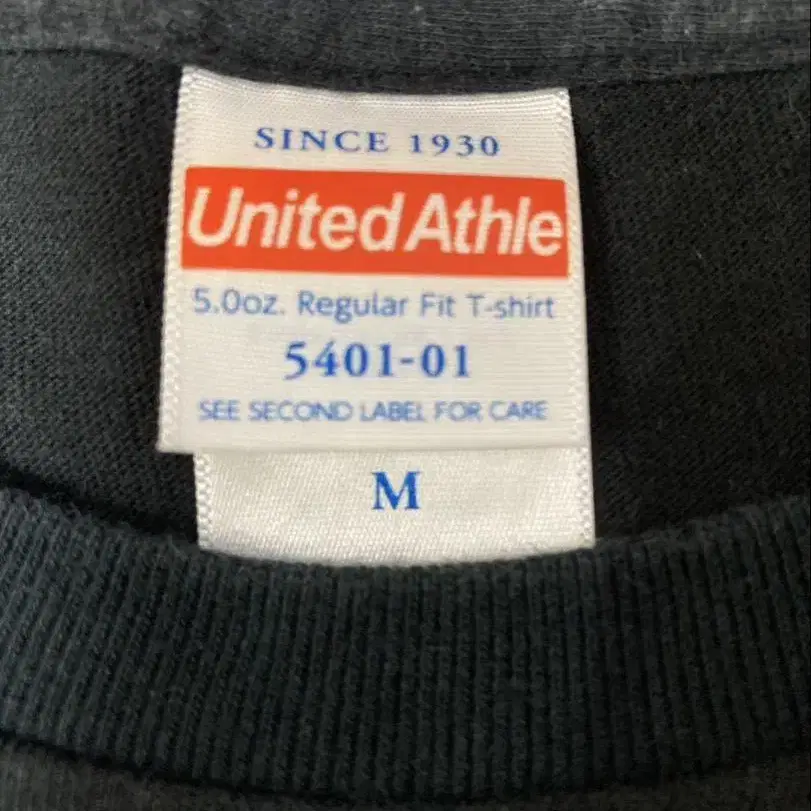 SINCE 1930
United Athle
5.0oz. Regular Fit T-shirt
5401-01
SEE SECOND LABEL FOR CARE
M